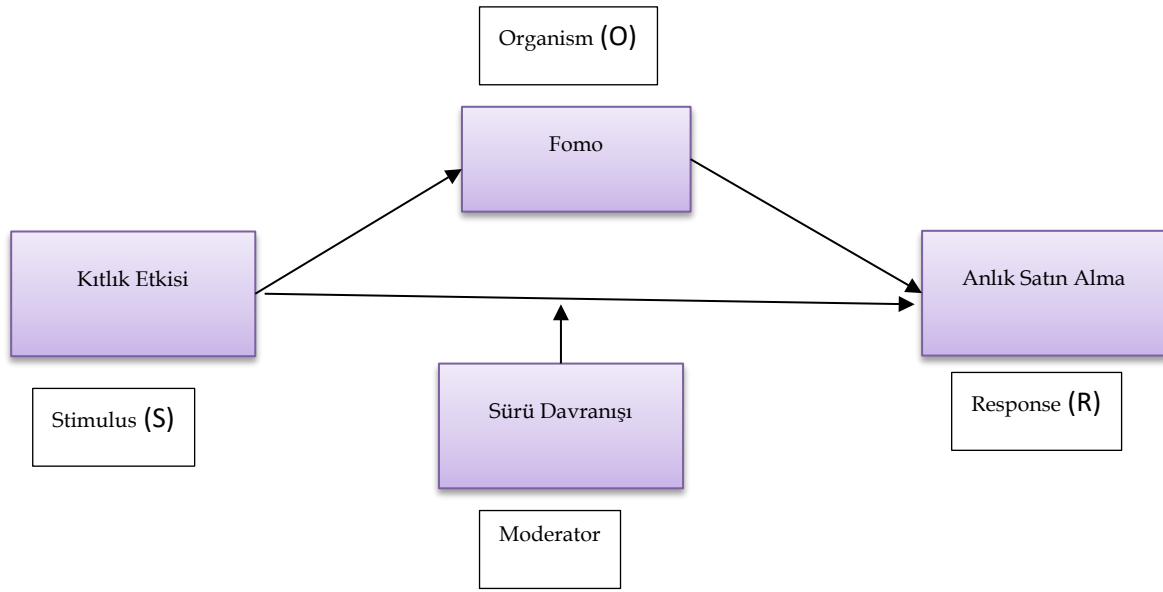 Organism (O)
Fomo
Kıtlık Etkisi
Anlık Satın Alma
Stimulus (S)
Sürü Davranışı
Response (R)
Moderator